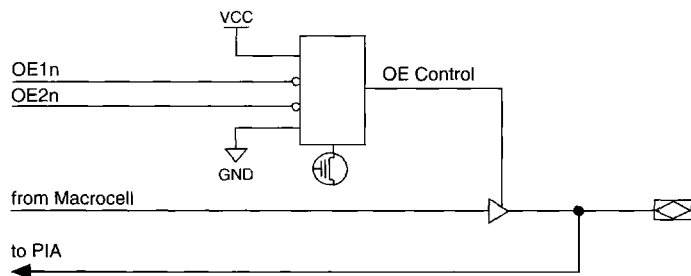 VCC
OE1n
OE Control
OE2n
GND
from Macrocell
to PIA